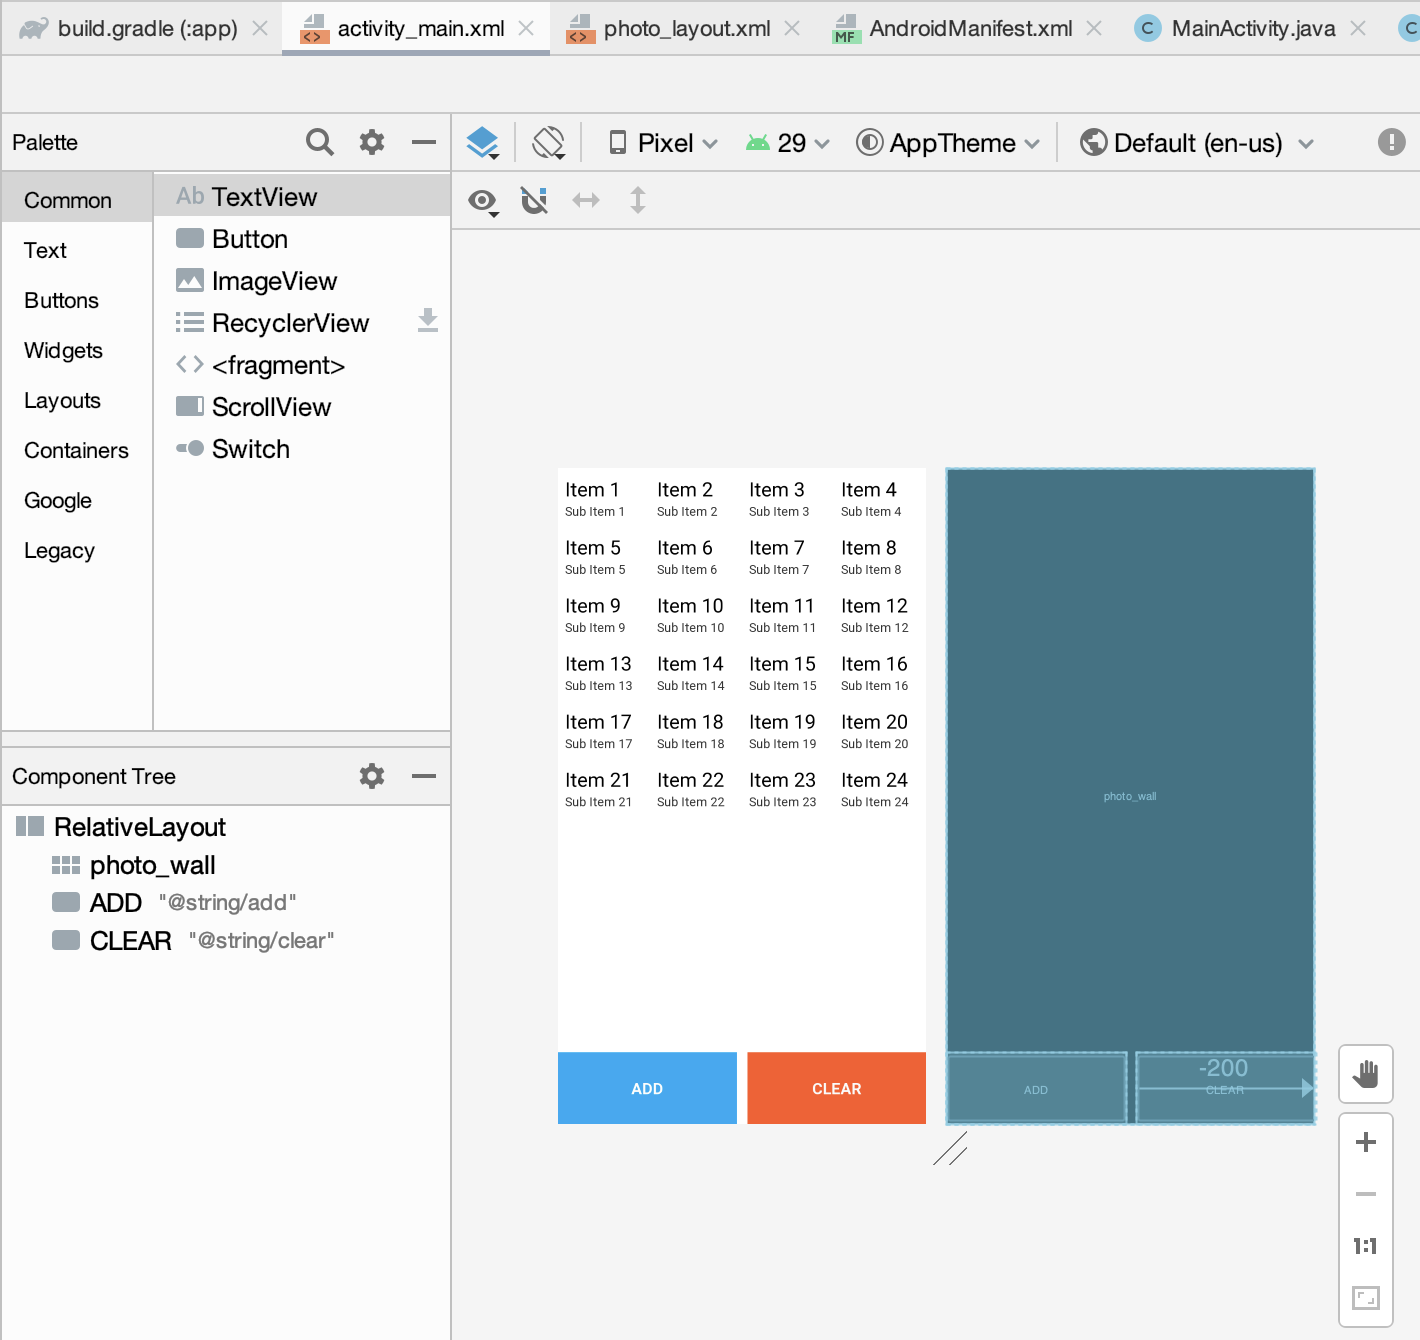 build.gradle (:app) activity_main.xml photo_layout.xml AndroidManifest.xml MainActivity.java
Palette Pixel 29 AppTheme Default (en-us)
Common
Text
Buttons
Widgets
Layouts
Containers
Google
Legacy
Ab TextView
Button
ImageView
RecyclerView
<fragment>
ScrollView
Switch
Component Tree
RelativeLayout
photo_wall
ADD "@string/add"
CLEAR "@string/clear"
Item 1 Item 2 Item 3 Item 4
Sub Item 1 Sub Item 2 Sub Item 3 Sub Item 4
Item 5 Item 6 Item 7 Item 8
Sub Item 5 Sub Item 6 Sub Item 7 Sub Item 8
Item 9 Item 10 Item 11 Item 12
Sub Item 9 Sub Item 10 Sub Item 11 Sub Item 12
Item 13 Item 14 Item 15 Item 16
Sub Item 13 Sub Item 14 Sub Item 15 Sub Item 16
Item 17 Item 18 Item 19 Item 20
Sub Item 17 Sub Item 18 Sub Item 19 Sub Item 20
Item 21 Item 22 Item 23 Item 24
Sub Item 21 Sub Item 22 Sub Item 23 Sub Item 24
ADD CLEAR
photo_wall
-200
ADD CLEAR
1:1